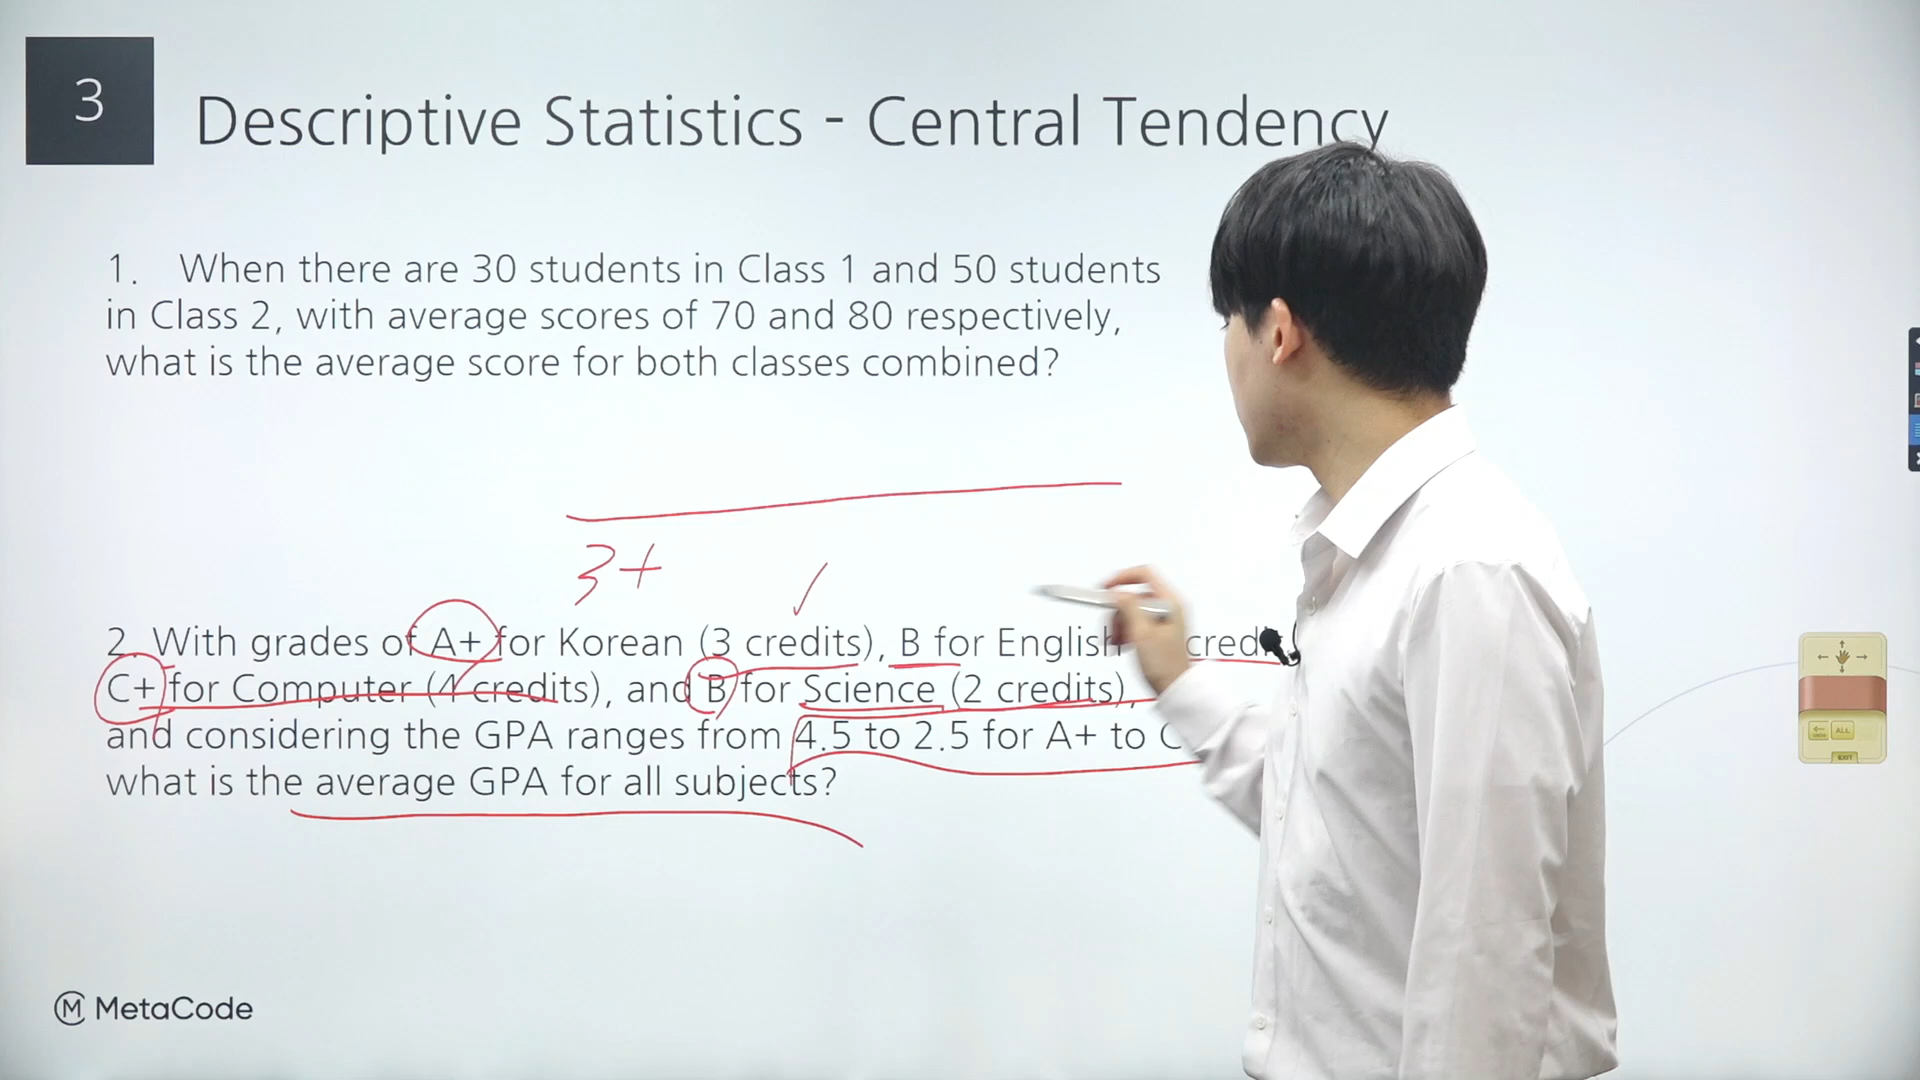 3
Descriptive Statistics - Central Tendency
1. When there are 30 students in Class 1 and 50 students
in Class 2, with average scores of 70 and 80 respectively,
what is the average score for both classes combined?
3+
2. With grades of A+ for Korean (3 credits), B for English
C+ for Computer (4 credits), and B for Science (2 credits),
and considering the GPA ranges from 4.5 to 2.5 for A+ to
what is the average GPA for all subjects?
ALL
EXIT
MetaCode